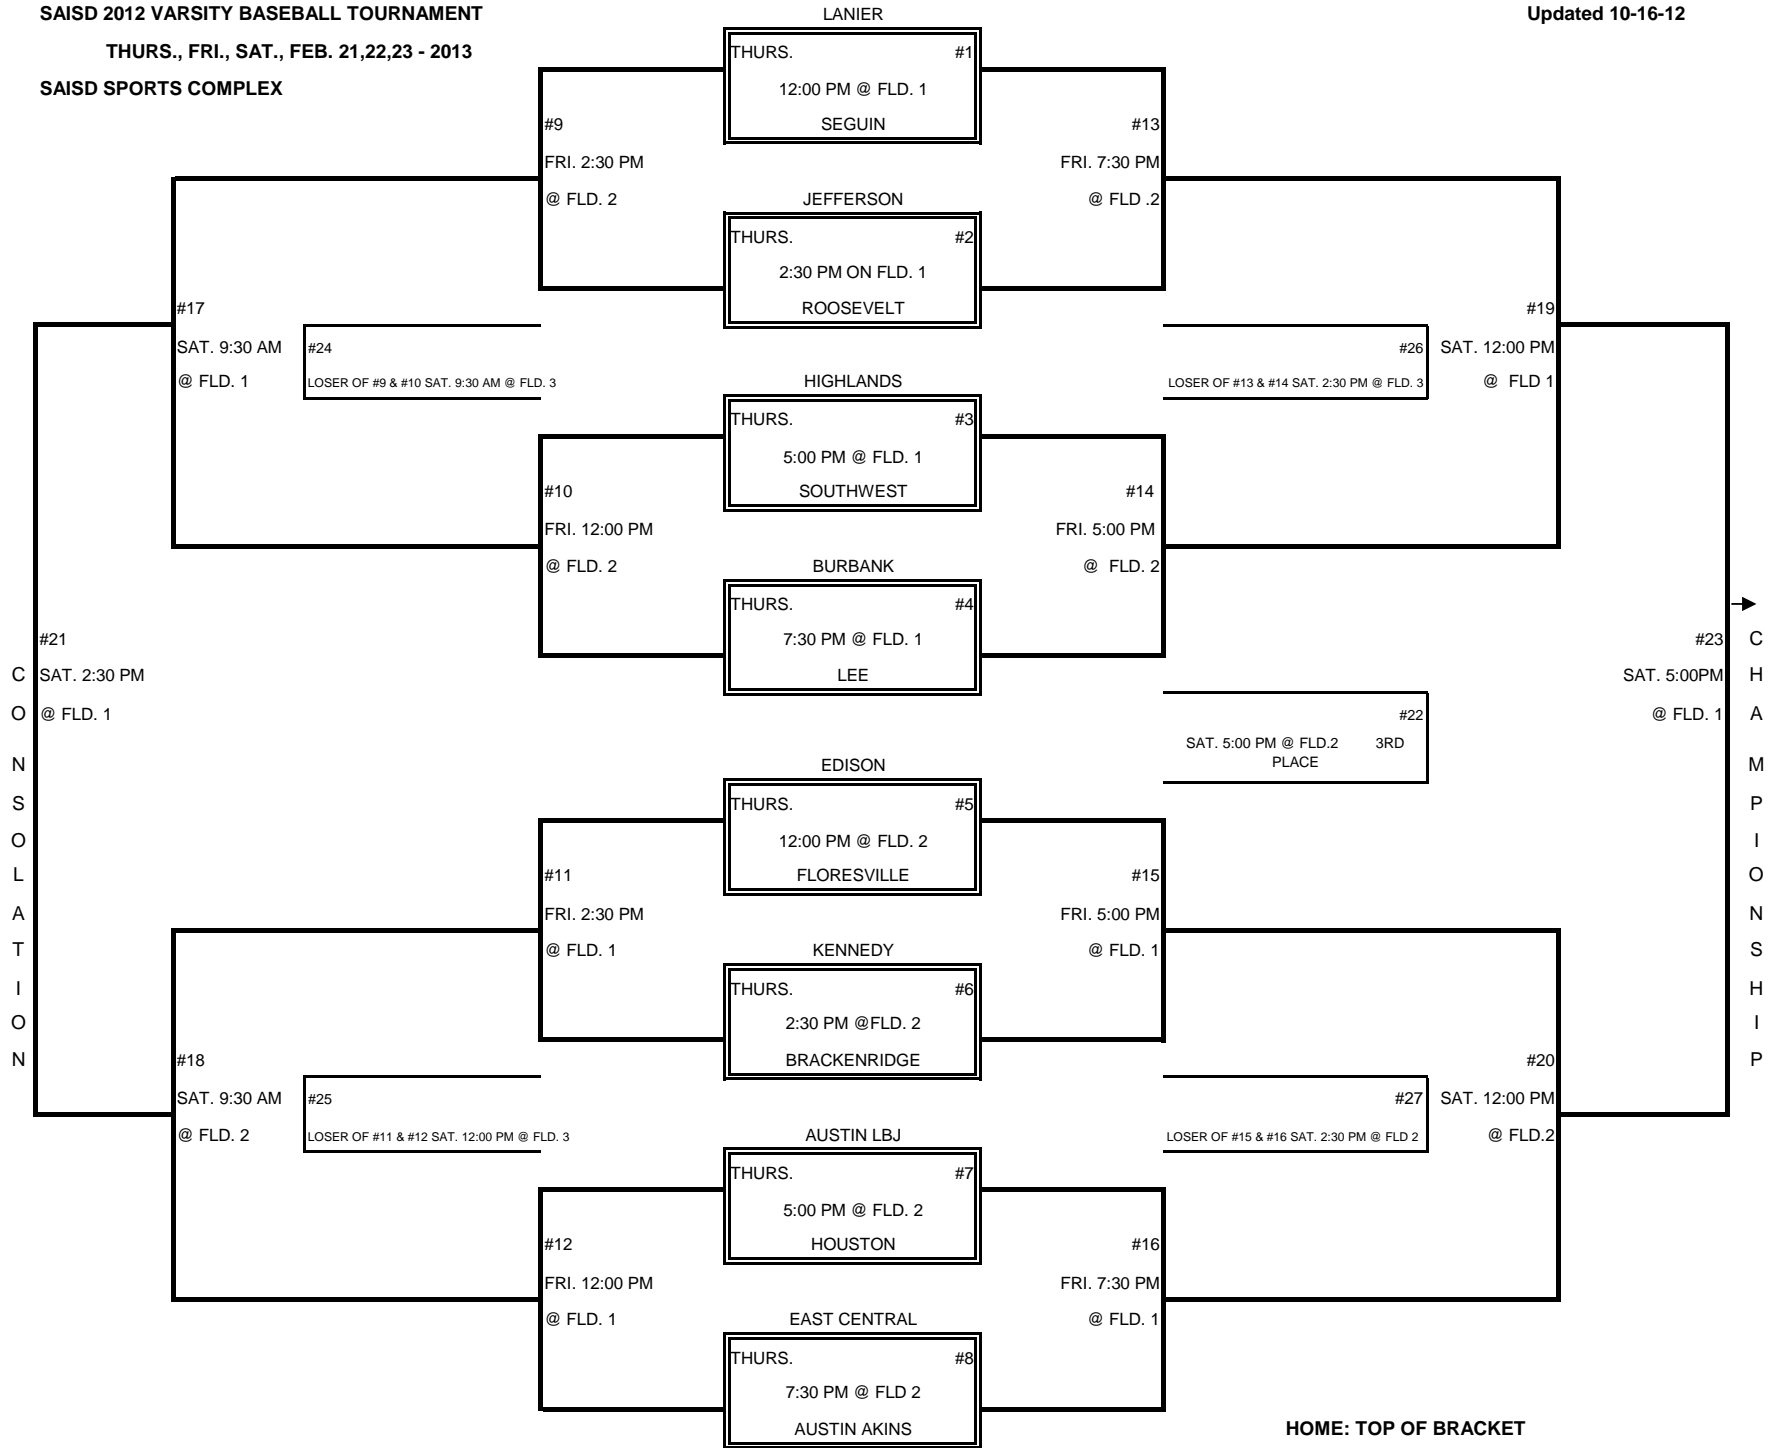 SAISD 2012 VARSITY BASEBALL TOURNAMENT
THURS., FRI., SAT., FEB. 21,22,23 - 2013
SAISD SPORTS COMPLEX
Updated 10-16-12
LANIER
THURS. #1
12:00 PM @ FLD. 1
SEGUIN
#9
FRI. 2:30 PM
@ FLD. 2
#13
FRI. 7:30 PM
@ FLD .2
JEFFERSON
THURS. #2
2:30 PM ON FLD. 1
ROOSEVELT
#17
SAT. 9:30 AM
@ FLD. 1
#24
LOSER OF #9 & #10 SAT. 9:30 AM @ FLD. 3
#26
LOSER OF #13 & #14 SAT. 2:30 PM @ FLD. 3
#19
SAT. 12:00 PM
@ FLD 1
HIGHLANDS
THURS. #3
5:00 PM @ FLD. 1
SOUTHWEST
#10
FRI. 12:00 PM
@ FLD. 2
#14
FRI. 5:00 PM
@ FLD. 2
BURBANK
THURS. #4
7:30 PM @ FLD. 1
LEE
#21
SAT. 2:30 PM
@ FLD. 1
CONSOLATION
#22
SAT. 5:00 PM @ FLD.2 3RD
PLACE
#23
SAT. 5:00PM
@ FLD. 1
CHAMPIONSHIP
EDISON
THURS. #5
12:00 PM @ FLD. 2
FLORESVILLE
#11
FRI. 2:30 PM
@ FLD. 1
#15
FRI. 5:00 PM
@ FLD. 1
KENNEDY
THURS. #6
2:30 PM @FLD. 2
BRACKENRIDGE
#18
SAT. 9:30 AM
@ FLD. 2
#25
LOSER OF #11 & #12 SAT. 12:00 PM @ FLD. 3
#27
LOSER OF #15 & #16 SAT. 2:30 PM @ FLD 2
#20
SAT. 12:00 PM
@ FLD.2
AUSTIN LBJ
THURS. #7
5:00 PM @ FLD. 2
HOUSTON
#12
FRI. 12:00 PM
@ FLD. 1
#16
FRI. 7:30 PM
@ FLD. 1
EAST CENTRAL
THURS. #8
7:30 PM @ FLD 2
AUSTIN AKINS
HOME: TOP OF BRACKET